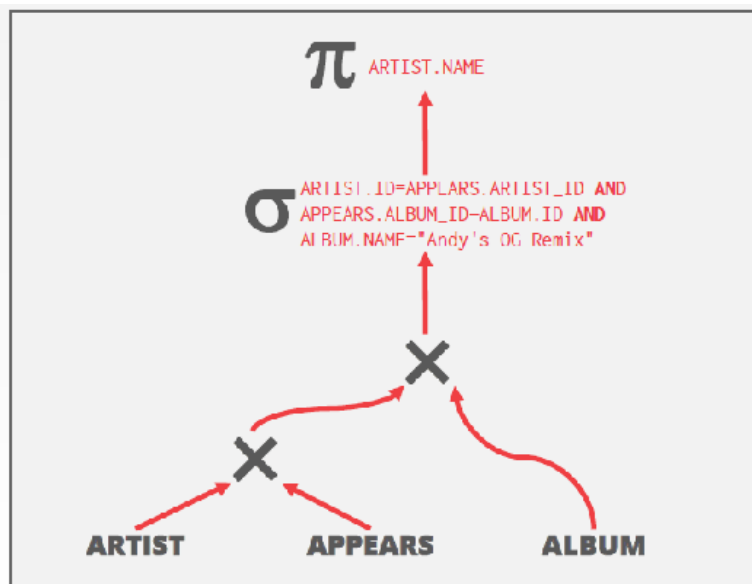 π ARTIST.NAME
σ ARTIST.ID=APPEARS.ARTIST_ID AND
APPEARS.ALBUM_ID=ALBUM.ID AND
ALBUM.NAME="Andy's OG Remix"
×
×
ARTIST APPEARS ALBUM